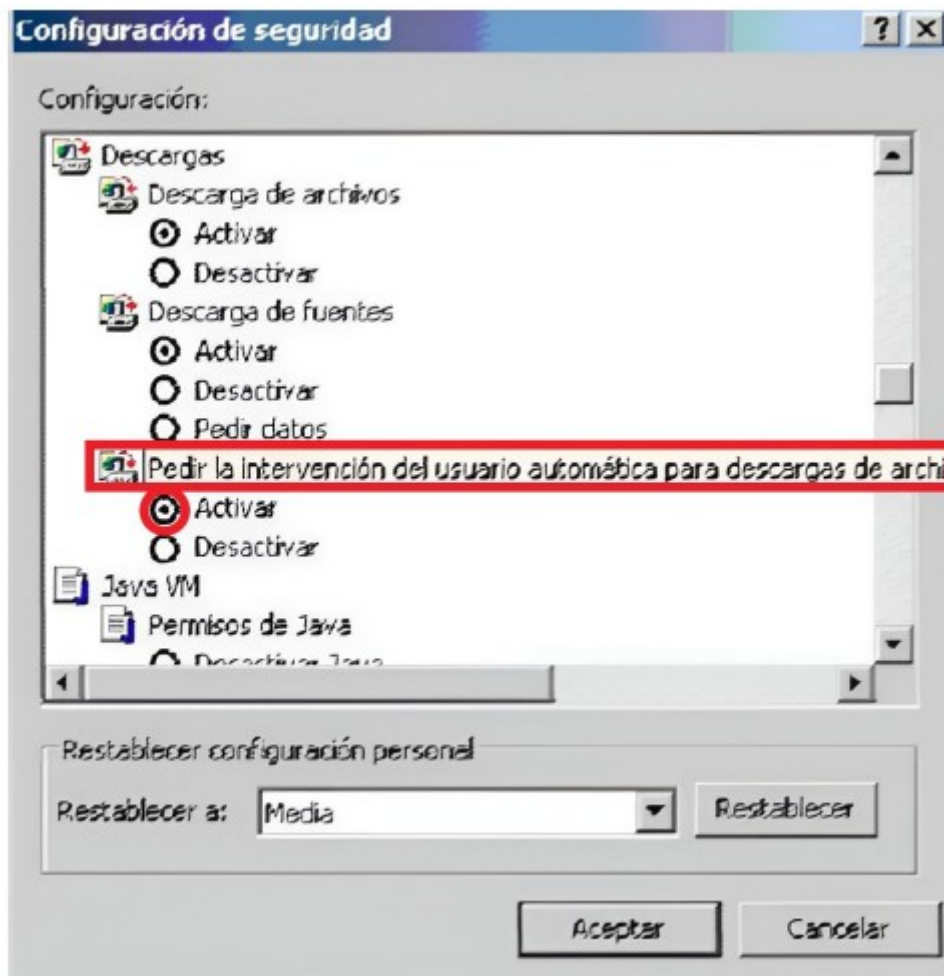 Configuración de seguridad
Configuración:
Descargas
Descarga de archivos
Activar
Desactivar
Descarga de fuentes
Activar
Desactivar
Pedir datos
Pedir la intervención del usuario automática para descargas de archi
Activar
Desactivar
Java VM
Permisos de Java
Desactivar Java
Restablecer configuración personal
Restablecer a: Media Restablecer
Aceptar Cancelar